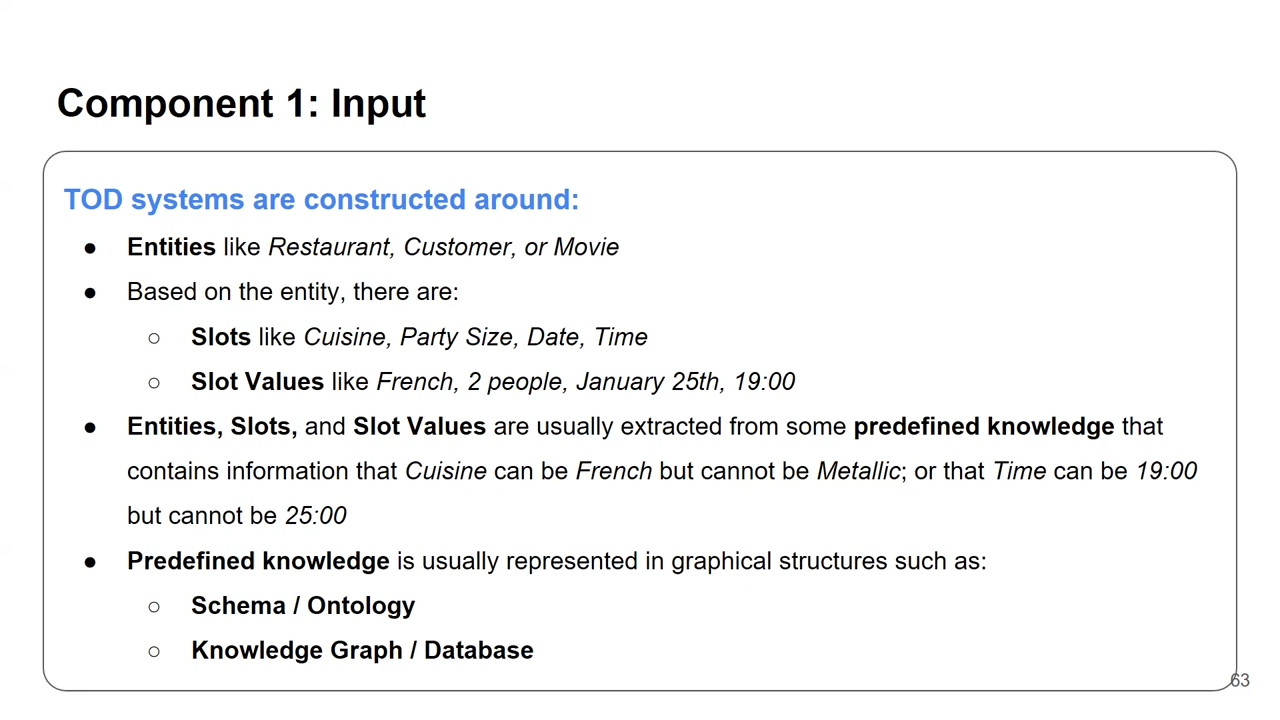 Component 1: Input
TOD systems are constructed around:
● Entities like Restaurant, Customer, or Movie
● Based on the entity, there are:
○ Slots like Cuisine, Party Size, Date, Time
○ Slot Values like French, 2 people, January 25th, 19:00
● Entities, Slots, and Slot Values are usually extracted from some predefined knowledge that
contains information that Cuisine can be French but cannot be Metallic; or that Time can be 19:00
but cannot be 25:00
● Predefined knowledge is usually represented in graphical structures such as:
○ Schema / Ontology
○ Knowledge Graph / Database
63